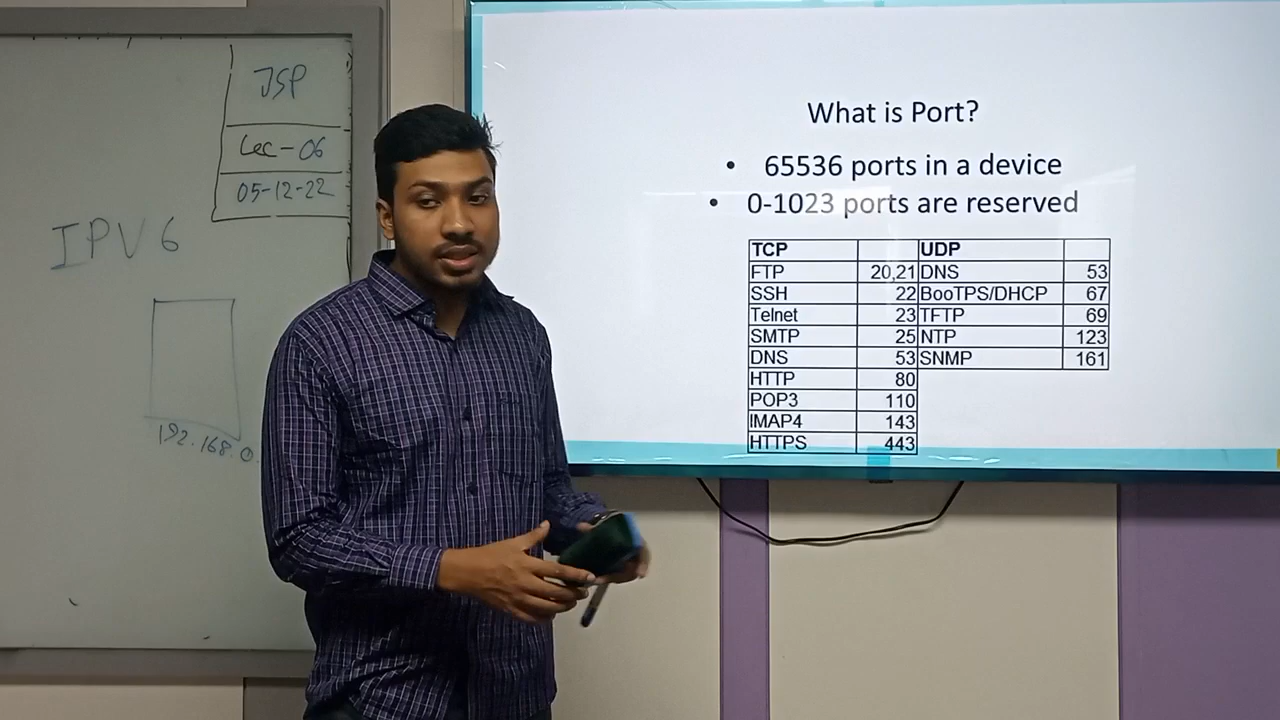 JSP
Lec-06
05-12-22
IPV6
192.168.0.
What is Port?
• 65536 ports in a device
• 0-1023 ports are reserved
TCP UDP
FTP 20,21 DNS 53
SSH 22 BooTPS/DHCP 67
Telnet 23 TFTP 69
SMTP 25 NTP 123
DNS 53 SNMP 161
HTTP 80
POP3 110
IMAP4 143
HTTPS 443